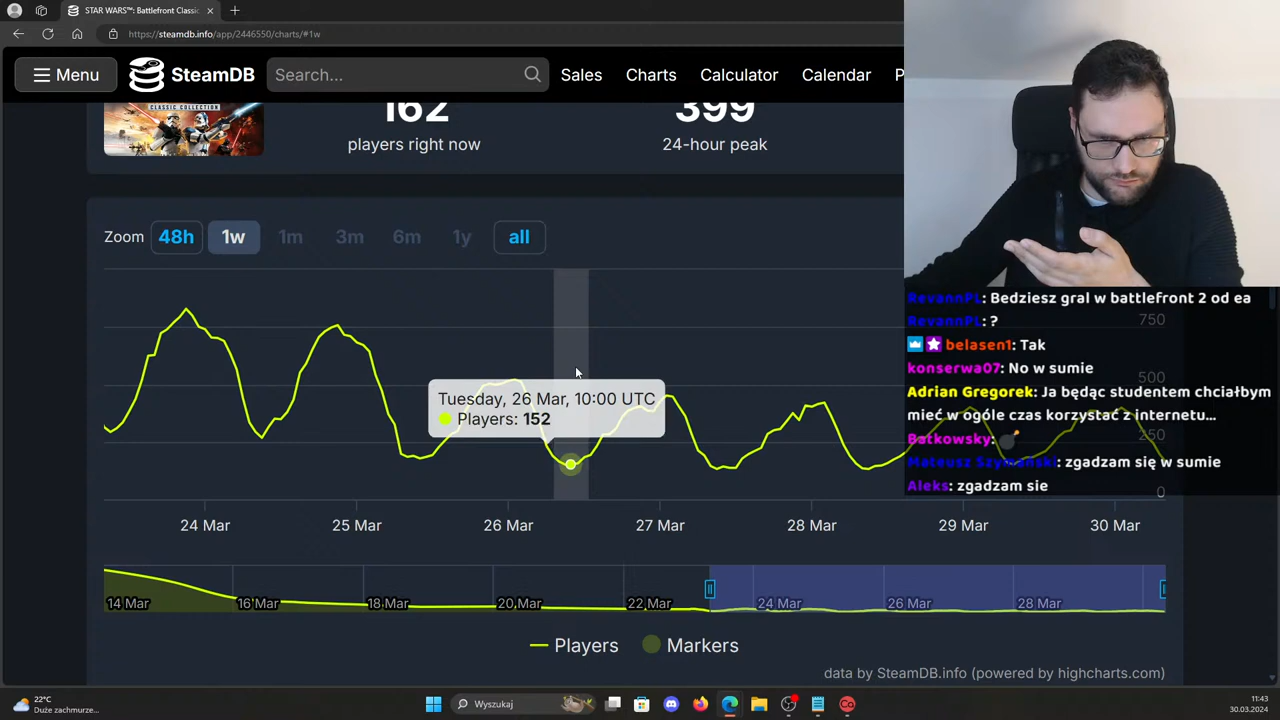 STAR WARS™: Battlefront Classic
https://steamdb.info/app/2446550/charts/#1w
Menu
SteamDB
Search...
Sales
Charts
Calculator
Calendar
P
CLASSIC COLLECTION
162
players right now
399
24-hour peak
Zoom
48h
1w
1m
3m
6m
1y
all
RevannPL: Bedziesz gral w battlefront 2 od ea
RevannPL: ?
belasen1: Tak
konserwa07: No w sumie
Adrian Gregorek: Ja będąc studentem chciałbym
mieć w ogóle czas korzystać z internetu...
Batkowsky:
Mateusz Szymański: zgadzam się w sumie
Aleks: zgadzam sie
750
500
250
0
Tuesday, 26 Mar, 10:00 UTC
Players: 152
24 Mar
25 Mar
26 Mar
27 Mar
28 Mar
29 Mar
30 Mar
14 Mar
16 Mar
18 Mar
20 Mar
22 Mar
24 Mar
26 Mar
28 Mar
Players
Markers
data by SteamDB.info (powered by highcharts.com)
22°C
Duże zachmurze...
Wyszukaj
11:43
30.03.2024